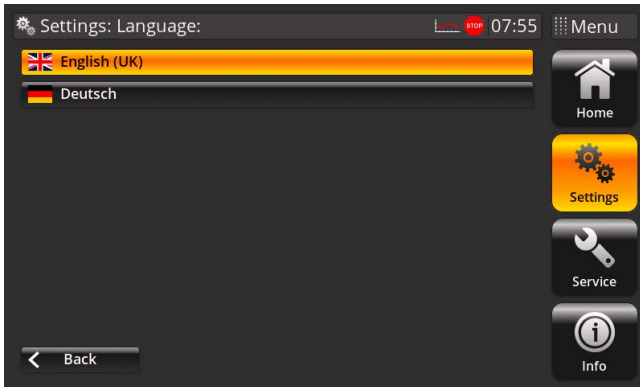 Settings: Language:
STOP
07:55
Menu
English (UK)
Deutsch
Home
Settings
Service
Info
Back